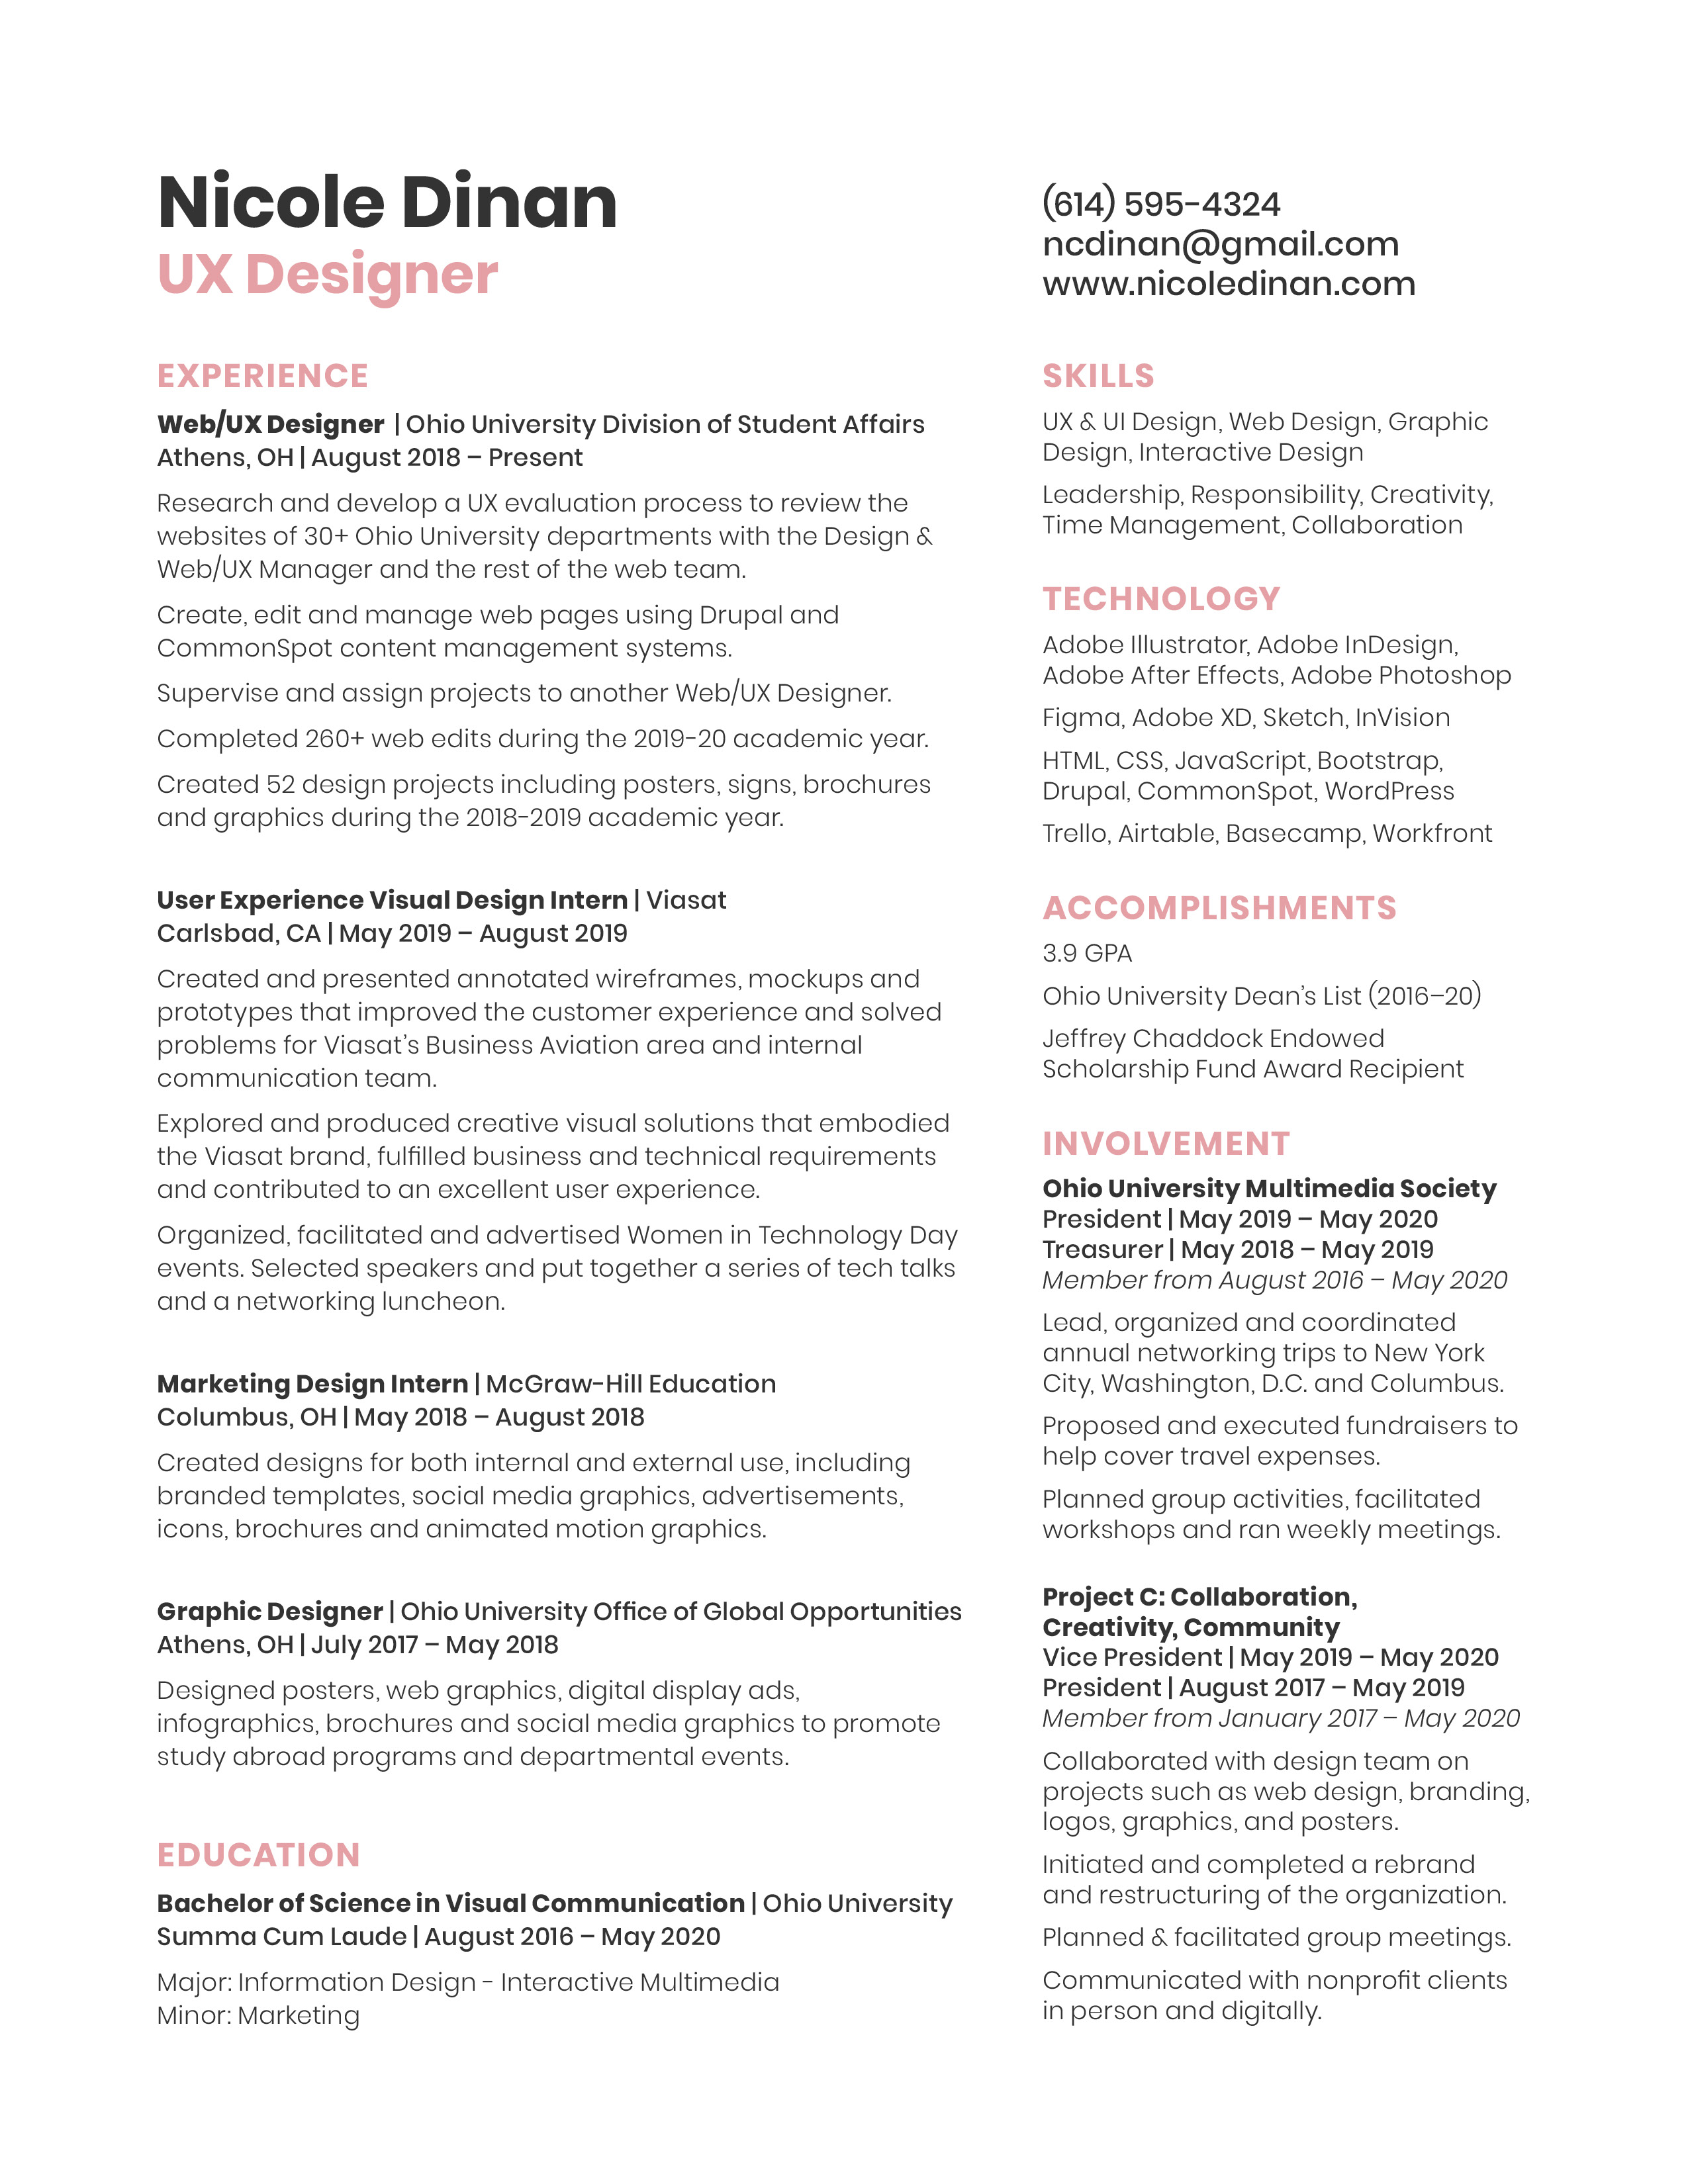 Nicole Dinan
UX Designer
(614) 595-4324
ncdinan@gmail.com
www.nicoledinan.com
EXPERIENCE
Web/UX Designer | Ohio University Division of Student Affairs
Athens, OH | August 2018 – Present
Research and develop a UX evaluation process to review the
websites of 30+ Ohio University departments with the Design &
Web/UX Manager and the rest of the web team.
Create, edit and manage web pages using Drupal and
CommonSpot content management systems.
Supervise and assign projects to another Web/UX Designer.
Completed 260+ web edits during the 2019-20 academic year.
Created 52 design projects including posters, signs, brochures
and graphics during the 2018-2019 academic year.
User Experience Visual Design Intern | Viasat
Carlsbad, CA | May 2019 – August 2019
Created and presented annotated wireframes, mockups and
prototypes that improved the customer experience and solved
problems for Viasat’s Business Aviation area and internal
communication team.
Explored and produced creative visual solutions that embodied
the Viasat brand, fulfilled business and technical requirements
and contributed to an excellent user experience.
Organized, facilitated and advertised Women in Technology Day
events. Selected speakers and put together a series of tech talks
and a networking luncheon.
Marketing Design Intern | McGraw-Hill Education
Columbus, OH | May 2018 – August 2018
Created designs for both internal and external use, including
branded templates, social media graphics, advertisements,
icons, brochures and animated motion graphics.
Graphic Designer | Ohio University Office of Global Opportunities
Athens, OH | July 2017 – May 2018
Designed posters, web graphics, digital display ads,
infographics, brochures and social media graphics to promote
study abroad programs and departmental events.
EDUCATION
Bachelor of Science in Visual Communication | Ohio University
Summa Cum Laude | August 2016 – May 2020
Major: Information Design - Interactive Multimedia
Minor: Marketing
SKILLS
UX & UI Design, Web Design, Graphic
Design, Interactive Design
Leadership, Responsibility, Creativity,
Time Management, Collaboration
TECHNOLOGY
Adobe Illustrator, Adobe InDesign,
Adobe After Effects, Adobe Photoshop
Figma, Adobe XD, Sketch, InVision
HTML, CSS, JavaScript, Bootstrap,
Drupal, CommonSpot, WordPress
Trello, Airtable, Basecamp, Workfront
ACCOMPLISHMENTS
3.9 GPA
Ohio University Dean’s List (2016–20)
Jeffrey Chaddock Endowed
Scholarship Fund Award Recipient
INVOLVEMENT
Ohio University Multimedia Society
President | May 2019 – May 2020
Treasurer | May 2018 – May 2019
Member from August 2016 – May 2020
Lead, organized and coordinated
annual networking trips to New York
City, Washington, D.C. and Columbus.
Proposed and executed fundraisers to
help cover travel expenses.
Planned group activities, facilitated
workshops and ran weekly meetings.
Project C: Collaboration,
Creativity, Community
Vice President | May 2019 – May 2020
President | August 2017 – May 2019
Member from January 2017 – May 2020
Collaborated with design team on
projects such as web design, branding,
logos, graphics, and posters.
Initiated and completed a rebrand
and restructuring of the organization.
Planned & facilitated group meetings.
Communicated with nonprofit clients
in person and digitally.